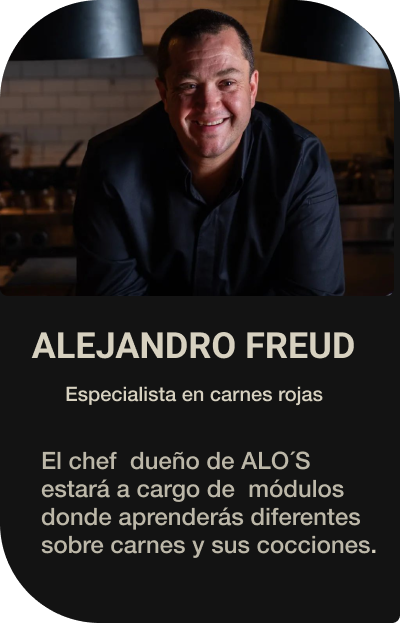 ALEJANDRO FREUD
Especialista en carnes rojas
El chef  dueño de ALO´S
estará a cargo de  módulos
donde aprenderás diferentes
sobre carnes y sus cocciones.